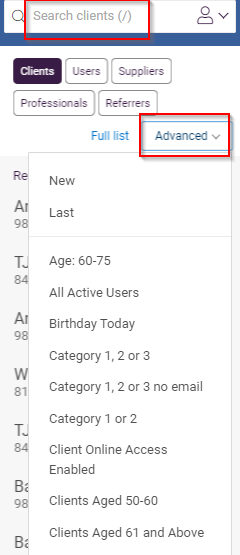 Search clients (/)
Clients Users Suppliers
Professionals Referrers
Full list Advanced
Re
New
An
98
Last
TJ
84
Age: 60-75
All Active Users
An
98
Birthday Today
Category 1, 2 or 3
W
81
Category 1, 2 or 3 no email
Category 1 or 2
TJ
84
Client Online Access
Enabled
Ba
98
Clients Aged 50-60
Clients Aged 61 and Above
Ba